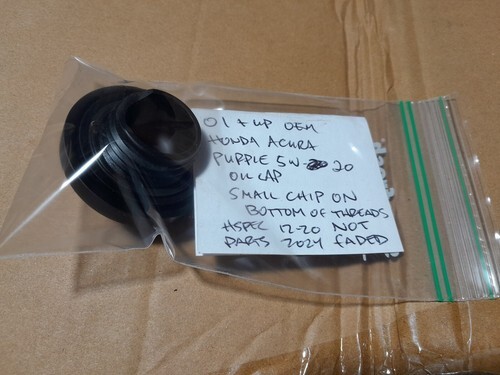 01 & UP OEM
HONDA ACURA
PURPLE 5W-20
OIL CAP
SMALL CHIP ON
BOTTOM OF THREADS
HSPEC 12-20 NOT
PARTS 2024 FADED